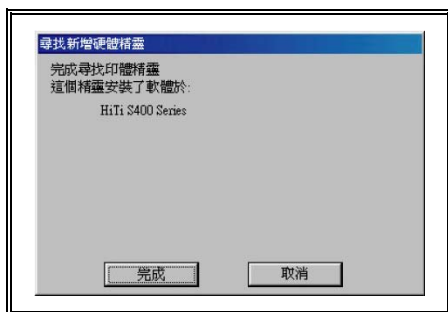 尋找新增硬體精靈
完成尋找印體精靈
這個精靈安裝了軟體於:
HiTi S400 Series
完成
取消